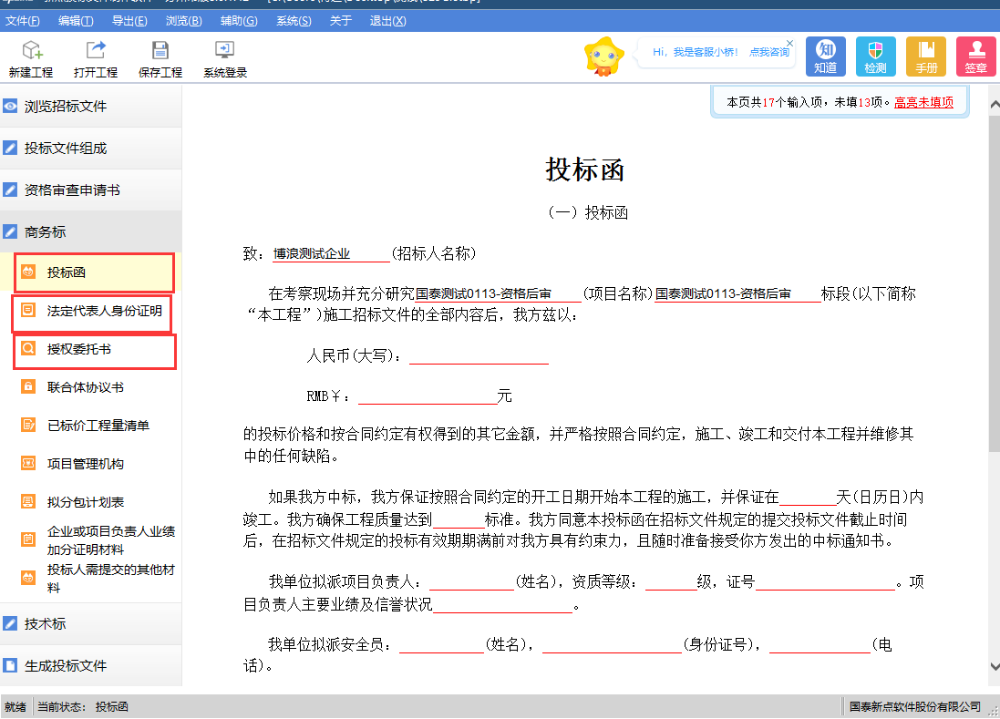 文件(F) 编辑(T) 导出(E) 浏览(B) 辅助(G) 系统(S) 关于 退出(X)
新建工程 打开工程 保存工程 系统登录
Hi，我是客服小桥！ 点我咨询
知
知道 检测 手册 签章
本页共17个输入项，未填13项。高亮未填项
浏览招标文件
投标文件组成
资格审查申请书
商务标
投标函
法定代表人身份证明
授权委托书
联合体协议书
已标价工程量清单
项目管理机构
拟分包计划表
企业或项目负责人业绩
加分证明材料
投标人需提交的其他材
料
技术标
生成投标文件
投标函
（一）投标函
致：博浪测试企业 (招标人名称)
在考察现场并充分研究国泰测试0113-资格后审 (项目名称)国泰测试0113-资格后审 标段(以下简称
“本工程”)施工招标文件的全部内容后，我方兹以：
人民币(大写)：
RMB￥： 元
的投标价格和按合同约定有权得到的其它金额，并严格按照合同约定，施工、竣工和交付本工程并维修其
中的任何缺陷。
如果我方中标，我方保证按照合同约定的开工日期开始本工程的施工，并保证在 天(日历日)内
竣工。我方确保工程质量达到 标准。我方同意本投标函在招标文件规定的提交投标文件截止时间
后，在招标文件规定的投标有效期期满前对我方具有约束力，且随时准备接受你方发出的中标通知书。
我单位拟派项目负责人： (姓名)，资质等级： 级，证号 。项
目负责人主要业绩及信誉状况 。
我单位拟派安全员： (姓名)， (身份证号)， (电
话)。
就绪 当前状态： 投标函 国泰新点软件股份有限公司